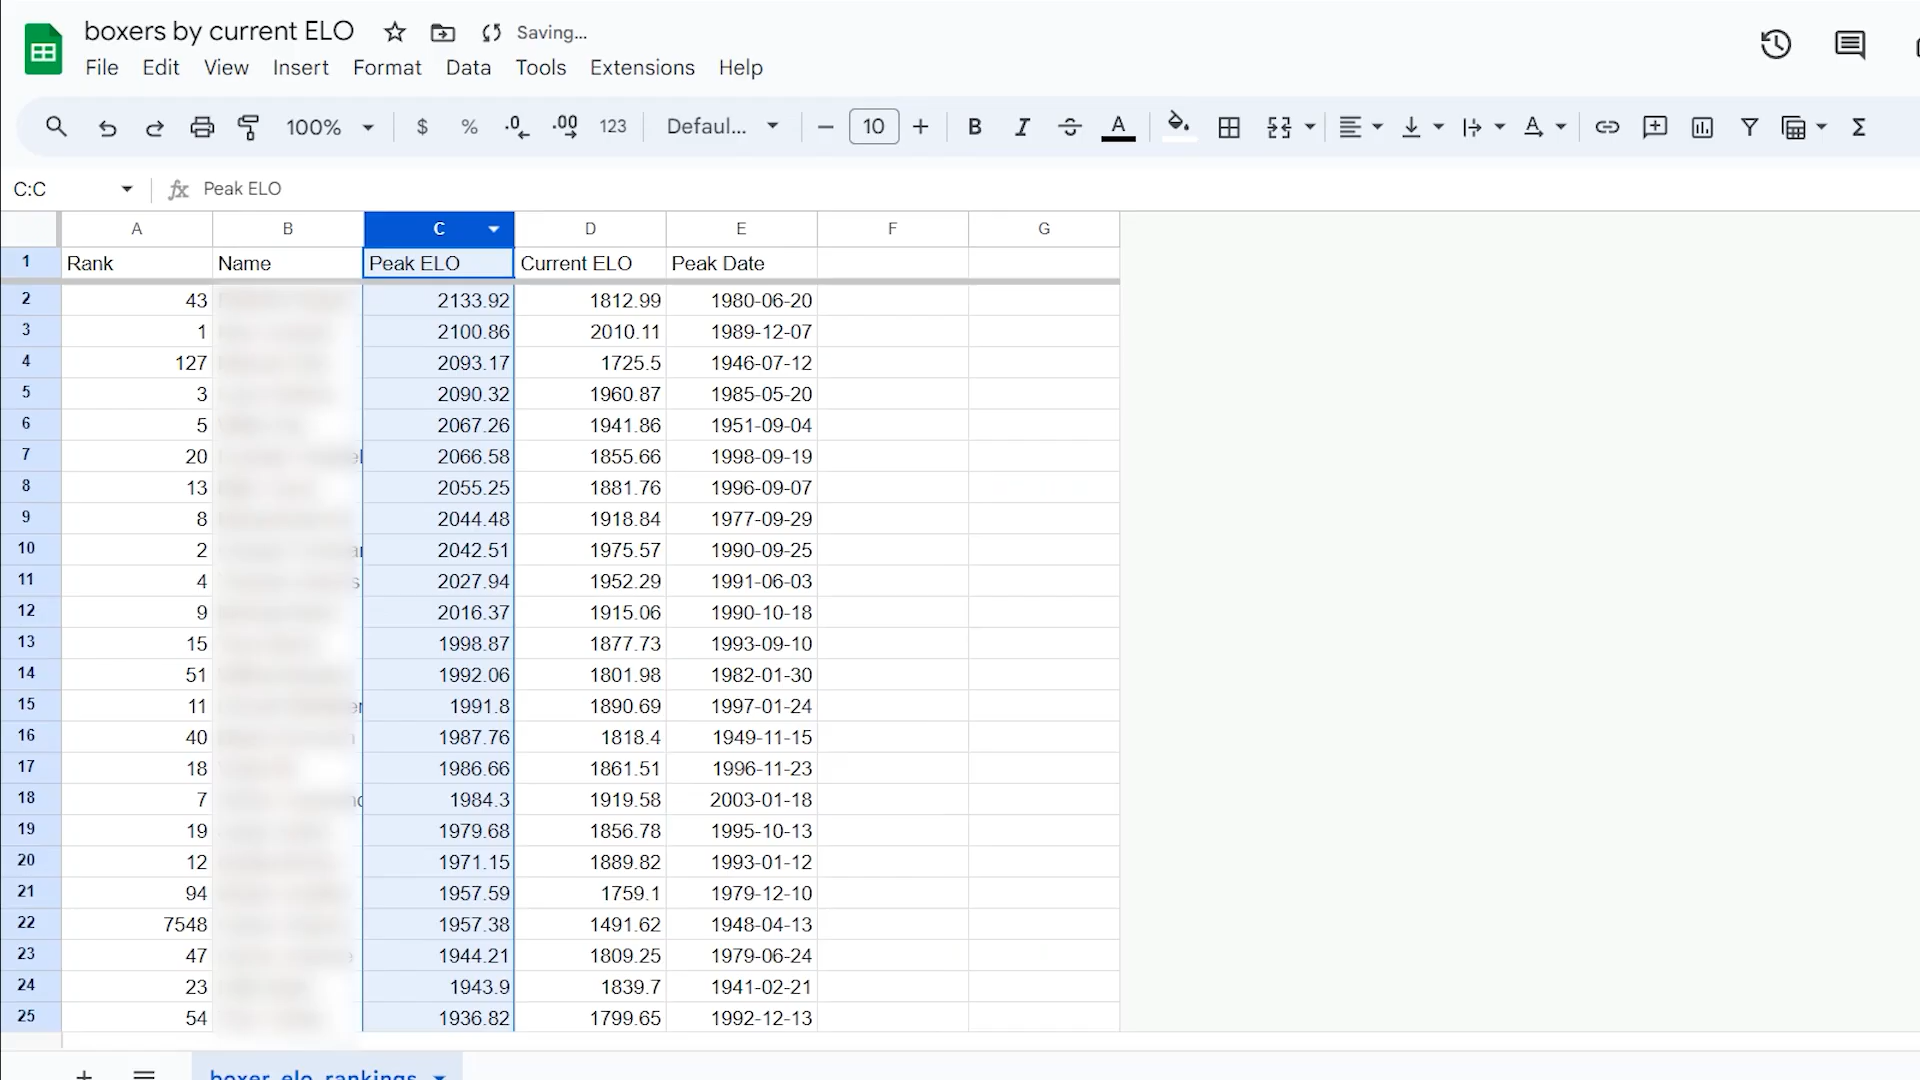 boxers by current ELO Saving...
File Edit View Insert Format Data Tools Extensions Help
100% $ % .0 .00 123 Defaul... − 10 + B I A A Σ
C:C fx Peak ELO
A B C D E F G
1 Rank Name Peak ELO Current ELO Peak Date
2 43 2133.92 1812.99 1980-06-20
3 1 2100.86 2010.11 1989-12-07
4 127 2093.17 1725.5 1946-07-12
5 3 2090.32 1960.87 1985-05-20
6 5 2067.26 1941.86 1951-09-04
7 20 2066.58 1855.66 1998-09-19
8 13 2055.25 1881.76 1996-09-07
9 8 2044.48 1918.84 1977-09-29
10 2 2042.51 1975.57 1990-09-25
11 4 2027.94 1952.29 1991-06-03
12 9 2016.37 1915.06 1990-10-18
13 15 1998.87 1877.73 1993-09-10
14 51 1992.06 1801.98 1982-01-30
15 11 1991.8 1890.69 1997-01-24
16 40 1987.76 1818.4 1949-11-15
17 18 1986.66 1861.51 1996-11-23
18 7 1984.3 1919.58 2003-01-18
19 19 1979.68 1856.78 1995-10-13
20 12 1971.15 1889.82 1993-01-12
21 94 1957.59 1759.1 1979-12-10
22 7548 1957.38 1491.62 1948-04-13
23 47 1944.21 1809.25 1979-06-24
24 23 1943.9 1839.7 1941-02-21
25 54 1936.82 1799.65 1992-12-13
boxer_elo_rankings